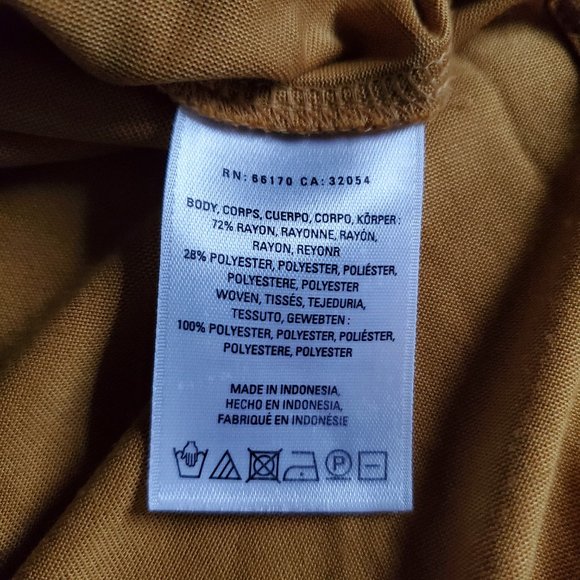 RN: 66170 CA: 32054
BODY, CORPS, CUERPO, CORPO, KÖRPER:
72% RAYON, RAYONNE, RAYÓN,
RAYON, REYONR
28% POLYESTER, POLYESTER, POLIÉSTER,
POLYESTERE, POLYESTER
WOVEN, TISSÉS, TEJEDURIA,
TESSUTO, GEWEBTEN:
100% POLYESTER, POLYESTER, POLIÉSTER,
POLYESTERE, POLYESTER
MADE IN INDONESIA,
HECHO EN INDONESIA,
FABRIQUÉ EN INDONÉSIE
P